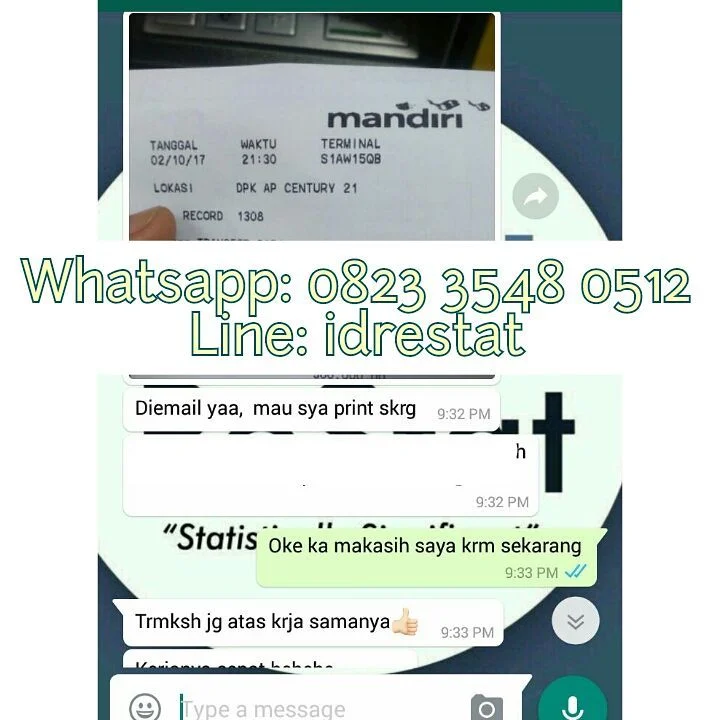 mandırı
TANGGAL WAKTU TERMINAL
02/10/17 21:30 S1AW15QB
LOKASI DPK AP CENTURY 21
RECORD 1308
Whatsapp: 0823 3548 0512
Line: idrestat
Diemail yaa, mau sya print skrg 9:32 PM
h
9:32 PM
Oke ka makasih saya krm sekarang
9:33 PM
Trmksh jg atas krja samanya👍🏻 9:33 PM
Type a message